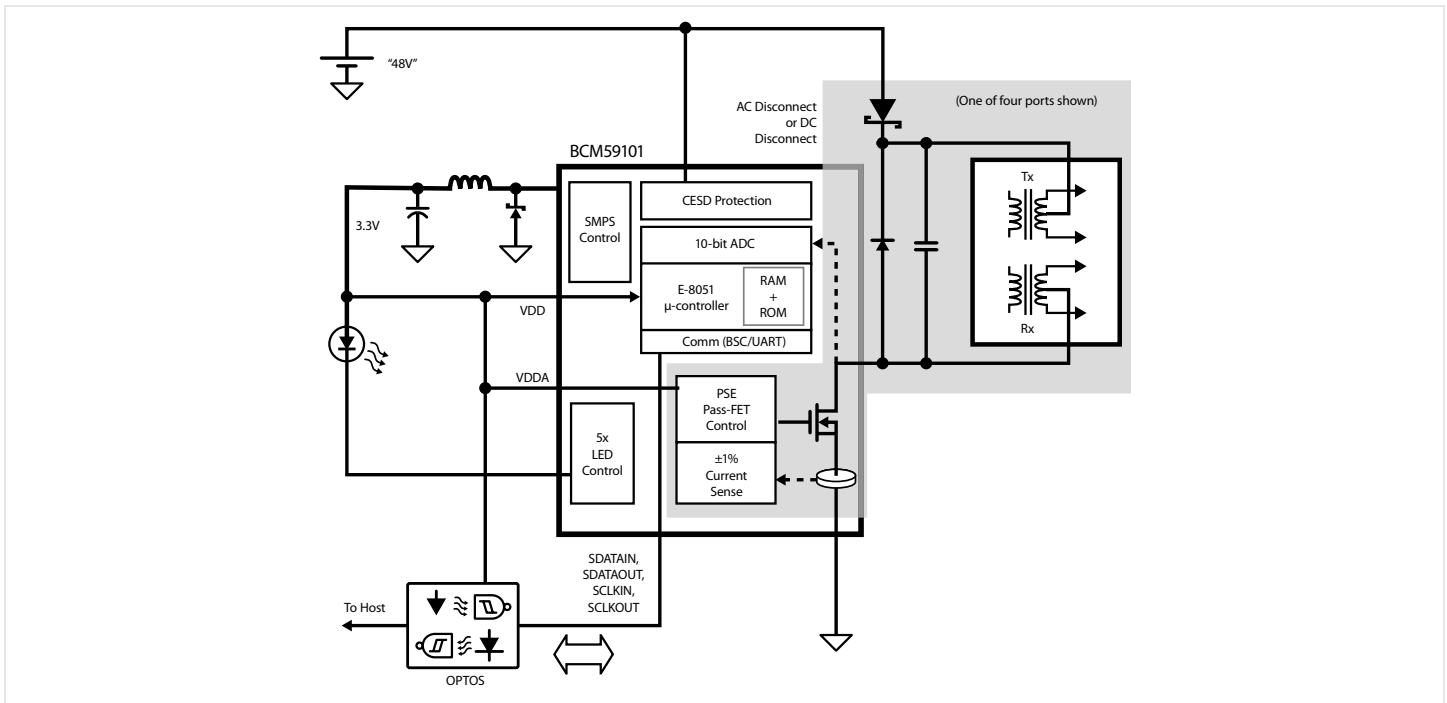 “48V”
(One of four ports shown)
AC Disconnect
or DC
Disconnect
BCM59101
Tx
SMPS
Control
CESD Protection
3.3V
10-bit ADC
E-8051
μ-controller
RAM
+
ROM
VDD
Rx
Comm (BSC/UART)
VDDA
PSE
Pass-FET
Control
5x
LED
Control
±1%
Current
Sense
SDATAIN,
SDATAOUT,
SCLKIN,
SCLKOUT
To Host
OPTOS